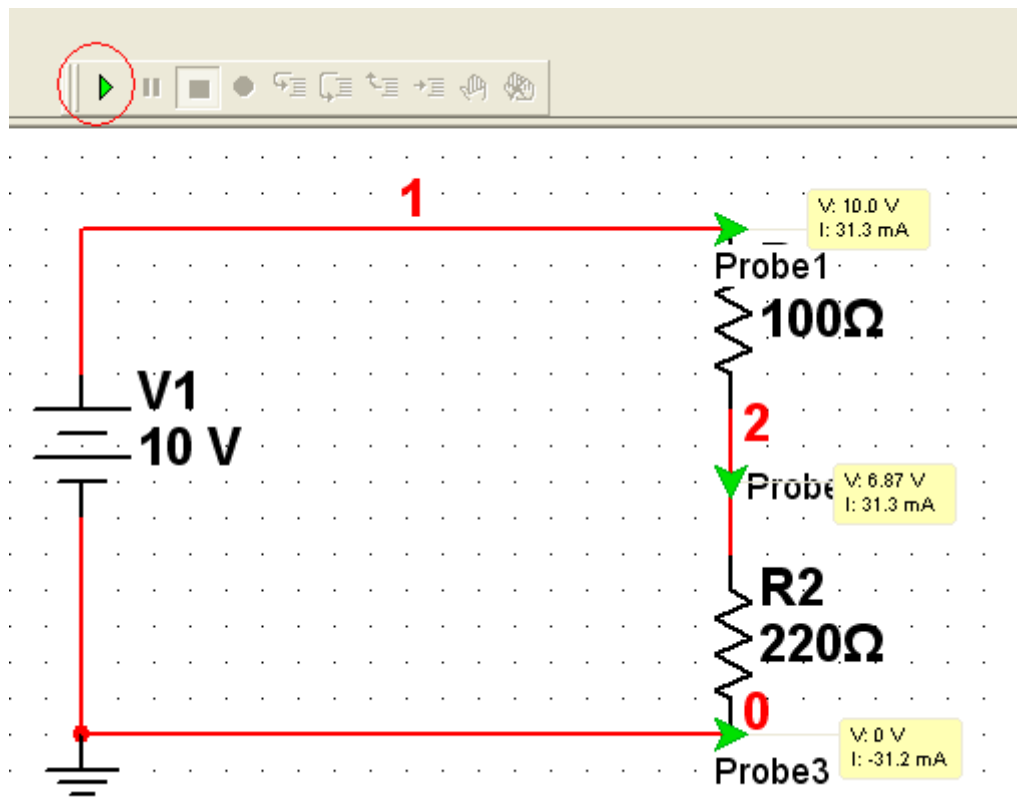 1
V: 10.0 V
I: 31.3 mA
Probe1
100Ω
V1
10 V
2
V: 6.87 V
I: 31.3 mA
R2
220Ω
0
V: 0 V
I: -31.2 mA
Probe3